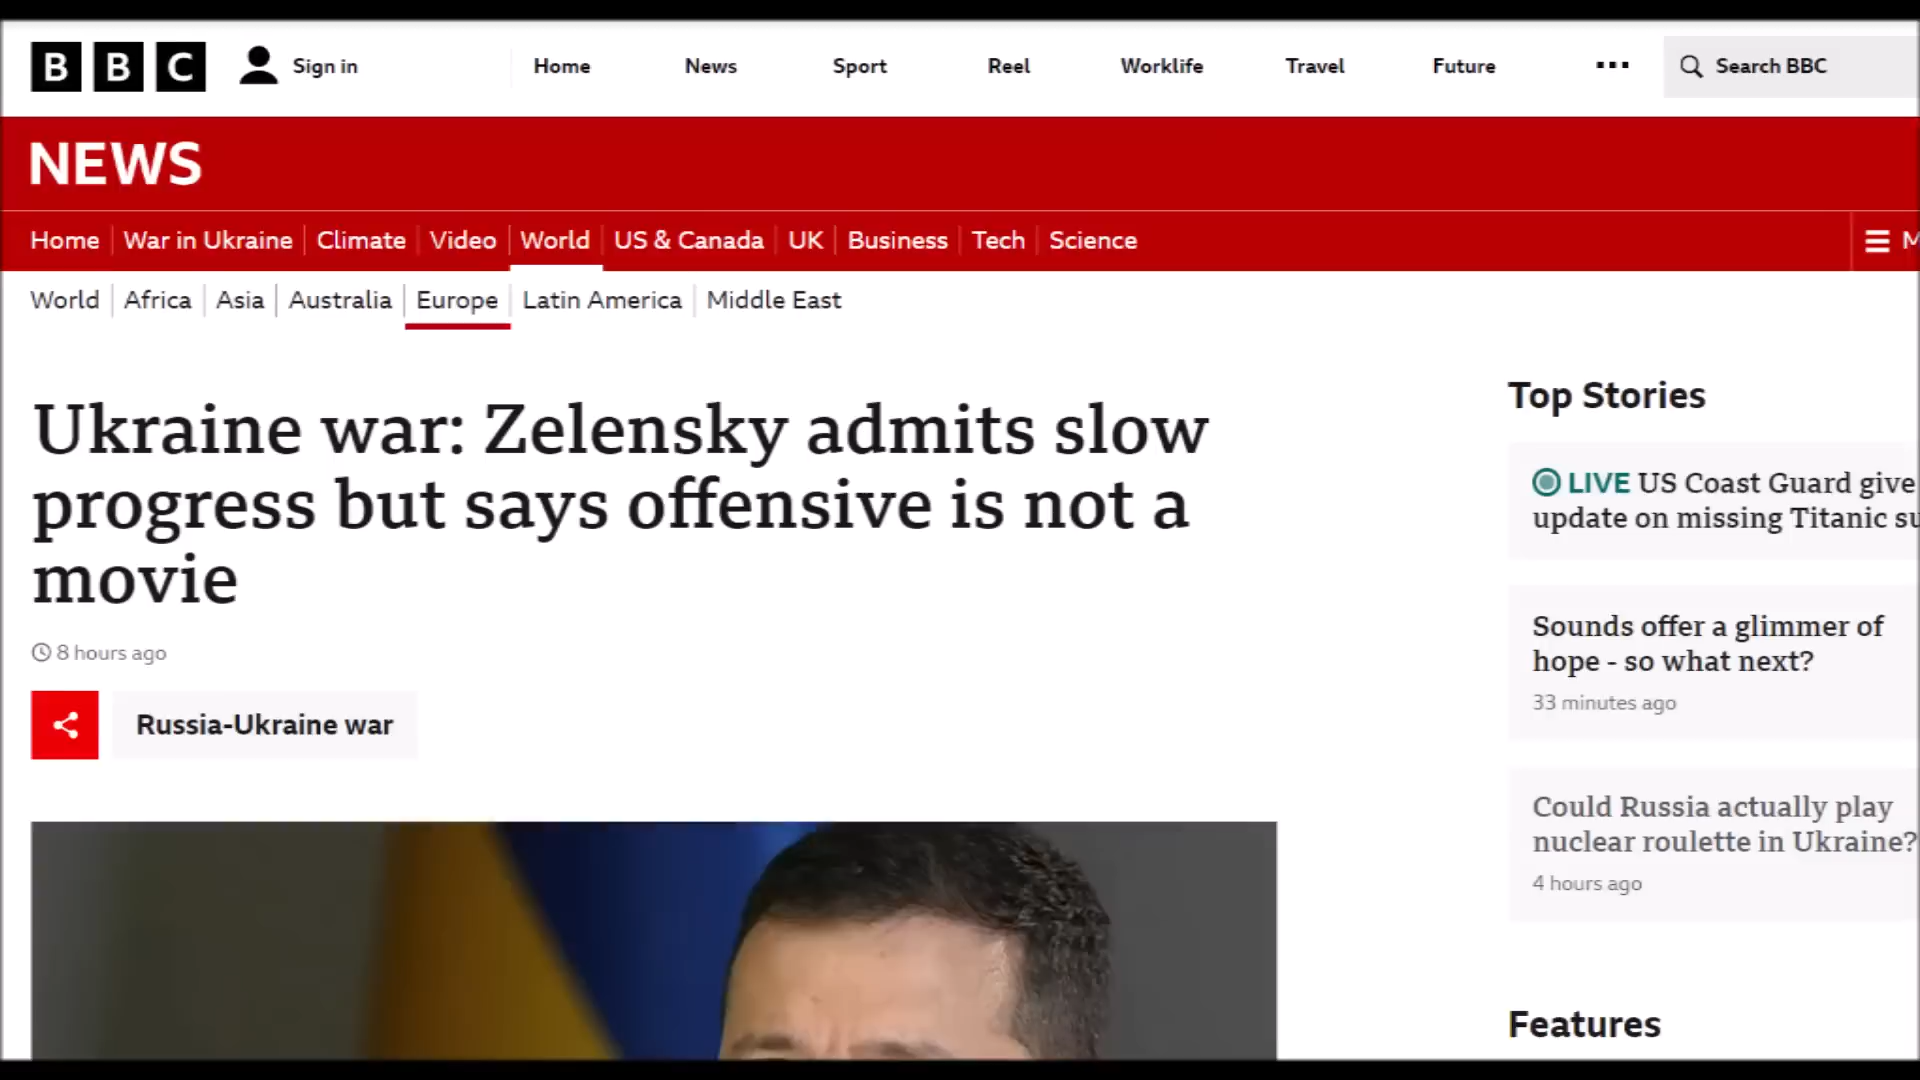 BBC
Sign in
Home
News
Sport
Reel
Worklife
Travel
Future
Search BBC
NEWS
Home
War in Ukraine
Climate
Video
World
US & Canada
UK
Business
Tech
Science
M
World
Africa
Asia
Australia
Europe
Latin America
Middle East
Ukraine war: Zelensky admits slow
progress but says offensive is not a
movie
8 hours ago
Russia-Ukraine war
Top Stories
LIVE US Coast Guard give
update on missing Titanic su
Sounds offer a glimmer of
hope - so what next?
33 minutes ago
Could Russia actually play
nuclear roulette in Ukraine?
4 hours ago
Features